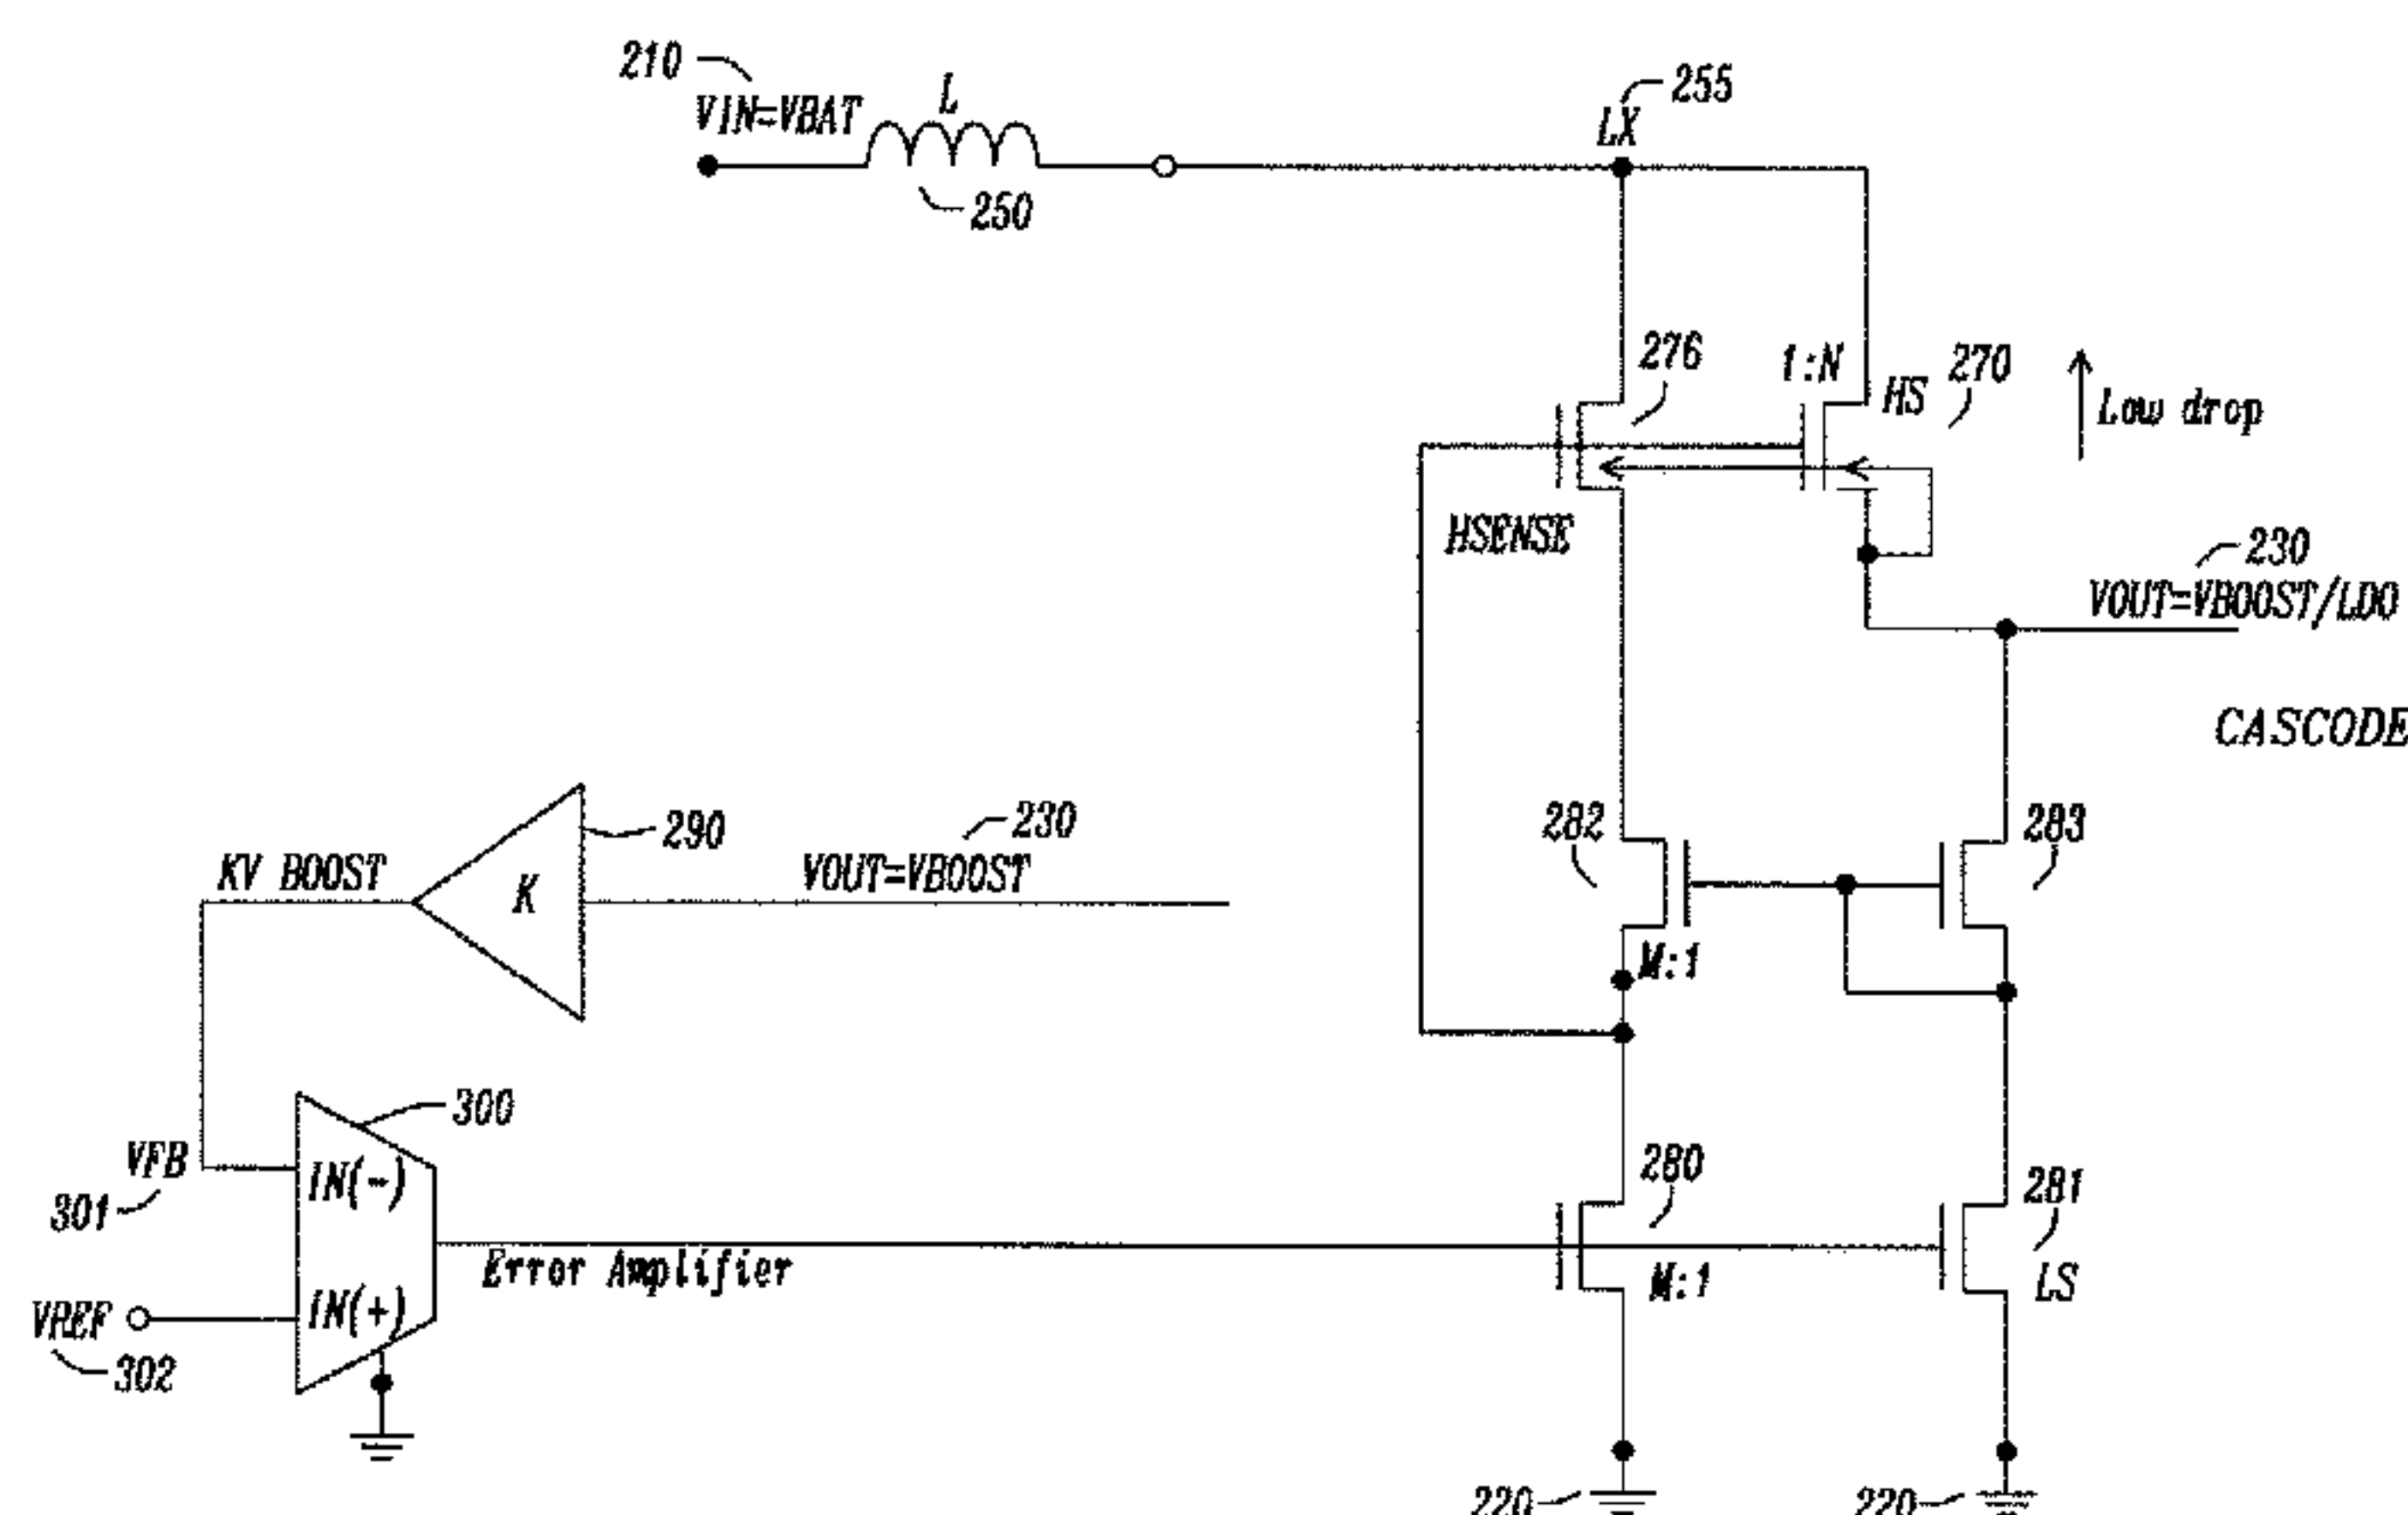 210
VIN=VBAT
L
250
LX
255
276
1:N
HS
270
Low drop
HSENSE
230
VOUT=VBOOST/LDO
CASCODE
282
283
M:1
290
K
KV BOOST
230
VOUT=VBOOST
300
VFB
301
IN(-)
IN(+)
VREF
302
Error Amplifier
280
M:1
281
LS
220
220